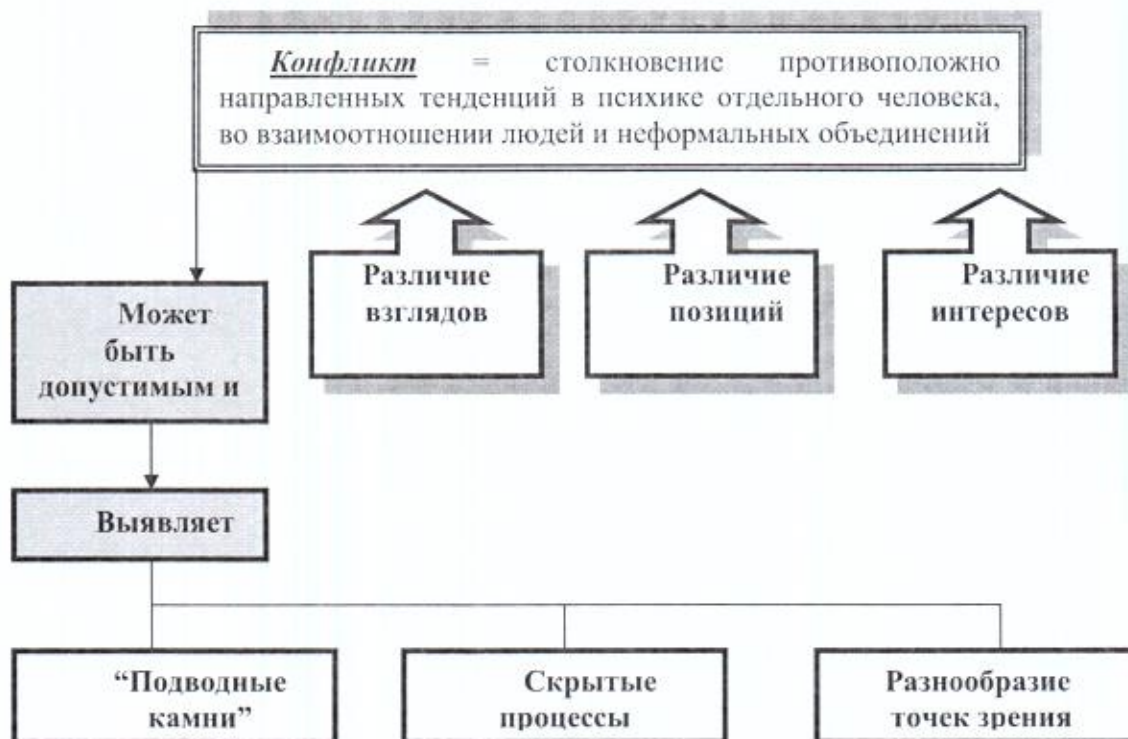 Конфликт = столкновение противоположно
направленных тенденций в психике отдельного человека,
во взаимоотношении людей и неформальных объединений
Различие
взглядов
Различие
позиций
Различие
интересов
Может
быть
допустимым и
Выявляет
“Подводные
камни”
Скрытые
процессы
Разнообразие
точек зрения